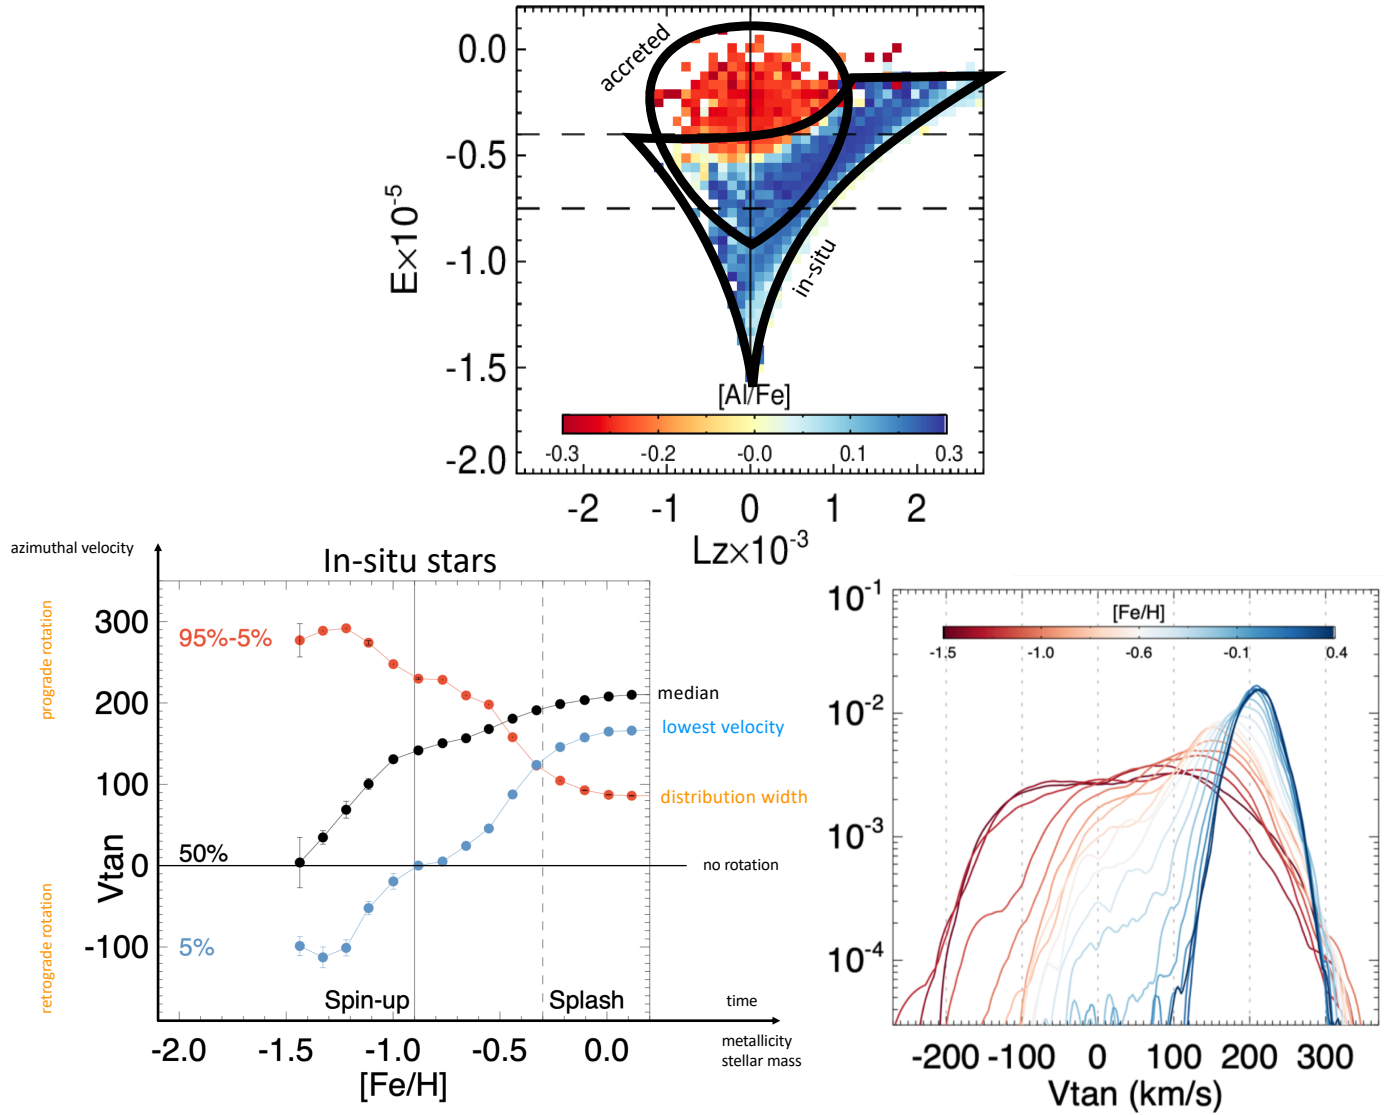 0.0
-0.5
-1.0
-1.5
-2.0
E×10⁻⁵
accreted
in-situ
[Al/Fe]
-0.3 -0.2 -0.0 0.1 0.3
-2 -1 0 1 2
Lz×10⁻³
azimuthal velocity
In-situ stars
prograde rotation
retrograde rotation
Vtan
300
200
100
0
-100
95%-5%
50%
5%
median
lowest velocity
distribution width
no rotation
Spin-up
Splash
time
metallicity
stellar mass
-2.0 -1.5 -1.0 -0.5 0.0
[Fe/H]
10⁻¹
10⁻²
10⁻³
10⁻⁴
[Fe/H]
-1.5 -1.0 -0.6 -0.1 0.4
-200 -100 0 100 200 300
Vtan (km/s)